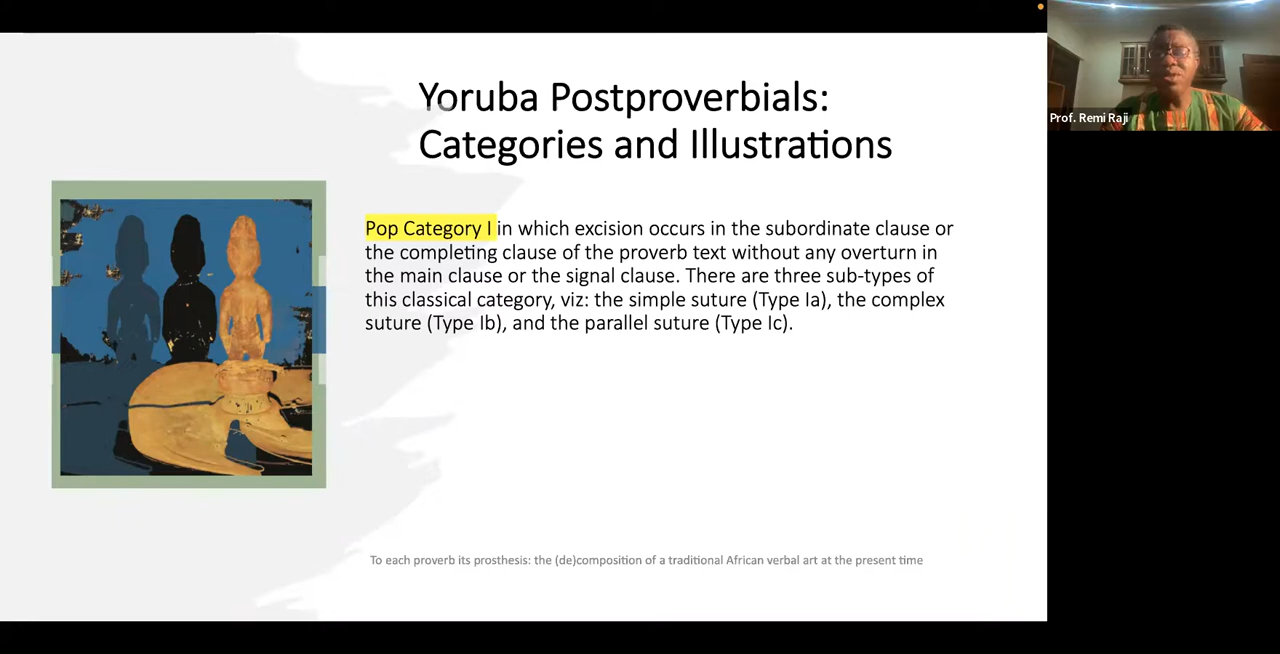 Yoruba Postproverbials:
Categories and Illustrations
Pop Category I in which excision occurs in the subordinate clause or
the completing clause of the proverb text without any overturn in
the main clause or the signal clause. There are three sub-types of
this classical category, viz: the simple suture (Type Ia), the complex
suture (Type Ib), and the parallel suture (Type Ic).
To each proverb its prosthesis: the (de)composition of a traditional African verbal art at the present time
Prof. Remi Raji